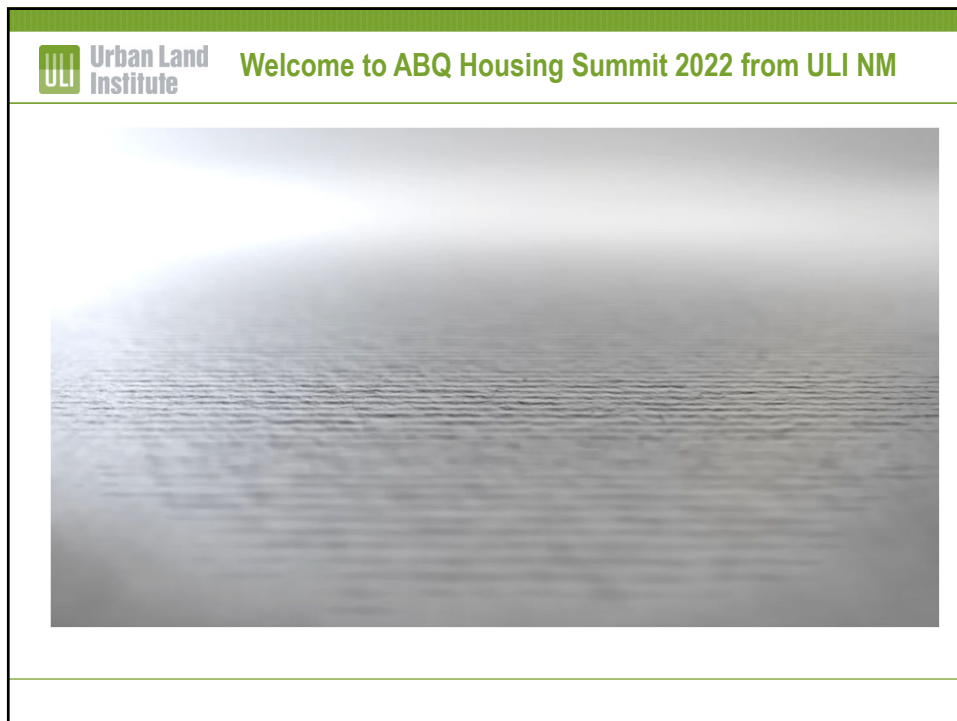 ULI
Urban Land
Institute
Welcome to ABQ Housing Summit 2022 from ULI NM